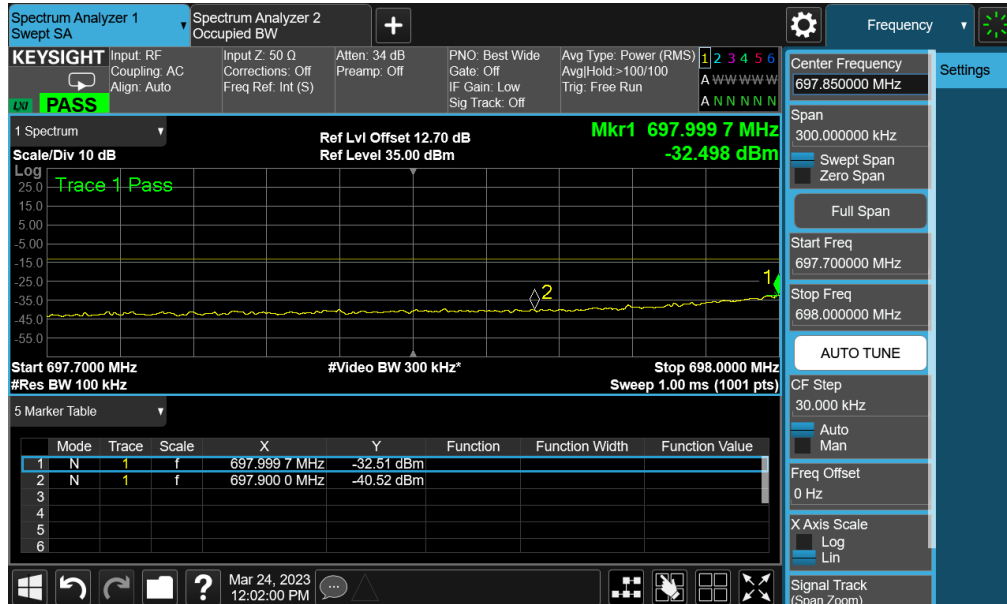 Spectrum Analyzer 1
Swept SA
Spectrum Analyzer 2
Occupied BW
Frequency
KEYSIGHT
LXI
PASS
Input: RF
Coupling: AC
Align: Auto
Input Z: 50 Ω
Corrections: Off
Freq Ref: Int (S)
Atten: 34 dB
Preamp: Off
PNO: Best Wide
Gate: Off
IF Gain: Low
Sig Track: Off
Avg Type: Power (RMS)
Avg|Hold:>100/100
Trig: Free Run
1 2 3 4 5 6
A W W W W W
A N N N N N
1 Spectrum
Scale/Div 10 dB
Ref Lvl Offset 12.70 dB
Ref Level 35.00 dBm
Mkr1 697.999 7 MHz
-32.498 dBm
Log
Trace 1 Pass
25.0
15.0
5.00
-5.00
-15.0
-25.0
-35.0
-45.0
-55.0
1
2
Start 697.7000 MHz
#Res BW 100 kHz
#Video BW 300 kHz*
Stop 698.0000 MHz
Sweep 1.00 ms (1001 pts)
5 Marker Table
Mode Trace Scale X Y Function Function Width Function Value
1 N 1 f 697.999 7 MHz -32.51 dBm
2 N 1 f 697.900 0 MHz -40.52 dBm
3
4
5
6
Mar 24, 2023
12:02:00 PM
?
Center Frequency
697.850000 MHz
Settings
Span
300.000000 kHz
Swept Span
Zero Span
Full Span
Start Freq
697.700000 MHz
Stop Freq
698.000000 MHz
AUTO TUNE
CF Step
30.000 kHz
Auto
Man
Freq Offset
0 Hz
X Axis Scale
Log
Lin
Signal Track
(Span Zoom)